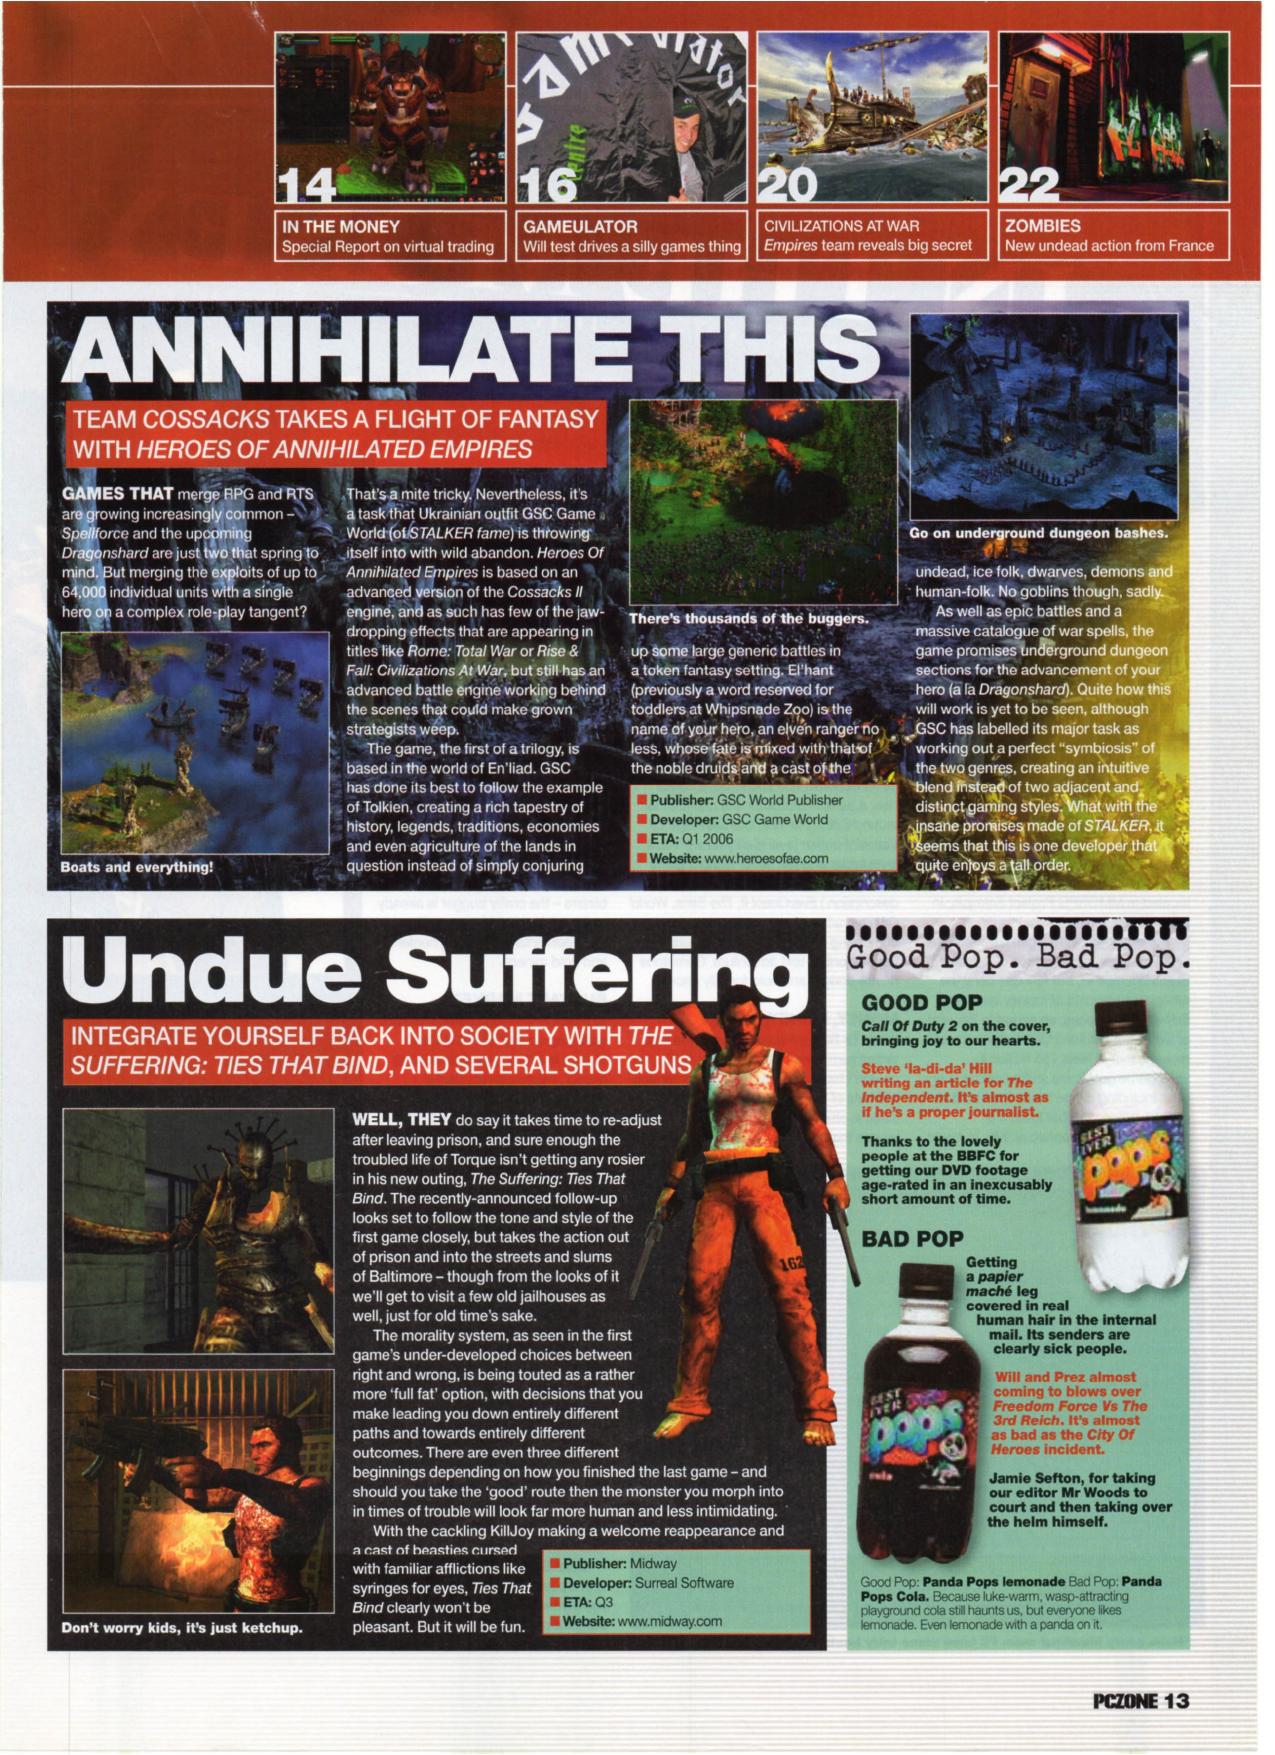 14
IN THE MONEY
Special Report on virtual trading
16
GAMEULATOR
Will test drives a silly games thing
20
CIVILIZATIONS AT WAR
Empires team reveals big secret
22
ZOMBIES
New undead action from France
ANNIHILATE THIS
TEAM COSSACKS TAKES A FLIGHT OF FANTASY
WITH HEROES OF ANNIHILATED EMPIRES
GAMES THAT merge RPG and RTS
are growing increasingly common –
Spellforce and the upcoming
Dragonshard are just two that spring to
mind. But merging the exploits of up to
64,000 individual units with a single
hero on a complex role-play tangent?
Boats and everything!
That's a mite tricky. Nevertheless, it's
a task that Ukrainian outfit GSC Game
World (of STALKER fame) is throwing
itself into with wild abandon. Heroes Of
Annihilated Empires is based on an
advanced version of the Cossacks II
engine, and as such has few of the jaw-
dropping effects that are appearing in
titles like Rome: Total War or Rise &
Fall: Civilizations At War, but still has an
advanced battle engine working behind
the scenes that could make grown
strategists weep.
The game, the first of a trilogy, is
based in the world of En'liad. GSC
has done its best to follow the example
of Tolkien, creating a rich tapestry of
history, legends, traditions, economies
and even agriculture of the lands in
question instead of simply conjuring
There's thousands of the buggers.
up some large generic battles in
a token fantasy setting. El'hant
(previously a word reserved for
toddlers at Whipsnade Zoo) is the
name of your hero, an elven ranger no
less, whose fate is mixed with that of
the noble druids and a cast of the
Publisher: GSC World Publisher
Developer: GSC Game World
ETA: Q1 2006
Website: www.heroesofae.com
Go on underground dungeon bashes.
undead, ice folk, dwarves, demons and
human-folk. No goblins though, sadly.
As well as epic battles and a
massive catalogue of war spells, the
game promises underground dungeon
sections for the advancement of your
hero (a la Dragonshard). Quite how this
will work is yet to be seen, although
GSC has labelled its major task as
working out a perfect "symbiosis" of
the two genres, creating an intuitive
blend instead of two adjacent and
distinct gaming styles. What with the
insane promises made of STALKER, it
seems that this is one developer that
quite enjoys a tall order.
Undue Suffering
INTEGRATE YOURSELF BACK INTO SOCIETY WITH THE
SUFFERING: TIES THAT BIND, AND SEVERAL SHOTGUNS
Don't worry kids, it's just ketchup.
WELL, THEY do say it takes time to re-adjust
after leaving prison, and sure enough the
troubled life of Torque isn't getting any rosier
in his new outing, The Suffering: Ties That
Bind. The recently-announced follow-up
looks set to follow the tone and style of the
first game closely, but takes the action out
of prison and into the streets and slums
of Baltimore – though from the looks of it
we'll get to visit a few old jailhouses as
well, just for old time's sake.
The morality system, as seen in the first
game's under-developed choices between
right and wrong, is being touted as a rather
more 'full fat' option, with decisions that you
make leading you down entirely different
paths and towards entirely different
outcomes. There are even three different
beginnings depending on how you finished the last game – and
should you take the 'good' route then the monster you morph into
in times of trouble will look far more human and less intimidating.
With the cackling KillJoy making a welcome reappearance and
a cast of beasties cursed
with familiar afflictions like
syringes for eyes, Ties That
Bind clearly won't be
pleasant. But it will be fun.
Publisher: Midway
Developer: Surreal Software
ETA: Q3
Website: www.midway.com
Good Pop. Bad Pop.
GOOD POP
Call Of Duty 2 on the cover,
bringing joy to our hearts.
Steve 'la-di-da' Hill
writing an article for The
Independent. It's almost as
if he's a proper journalist.
Thanks to the lovely
people at the BBFC for
getting our DVD footage
age-rated in an inexcusably
short amount of time.
BEST
EVER
POPS
lemonade
BAD POP
Getting
a papier
maché leg
covered in real
human hair in the internal
mail. Its senders are
clearly sick people.
Will and Prez almost
coming to blows over
Freedom Force Vs The
3rd Reich. It's almost
as bad as the City Of
Heroes incident.
Jamie Sefton, for taking
our editor Mr Woods to
court and then taking over
the helm himself.
BEST
EVER
POPS
cola
Good Pop: Panda Pops lemonade Bad Pop: Panda
Pops Cola. Because luke-warm, wasp-attracting
playground cola still haunts us, but everyone likes
lemonade. Even lemonade with a panda on it.
PCZONE 13